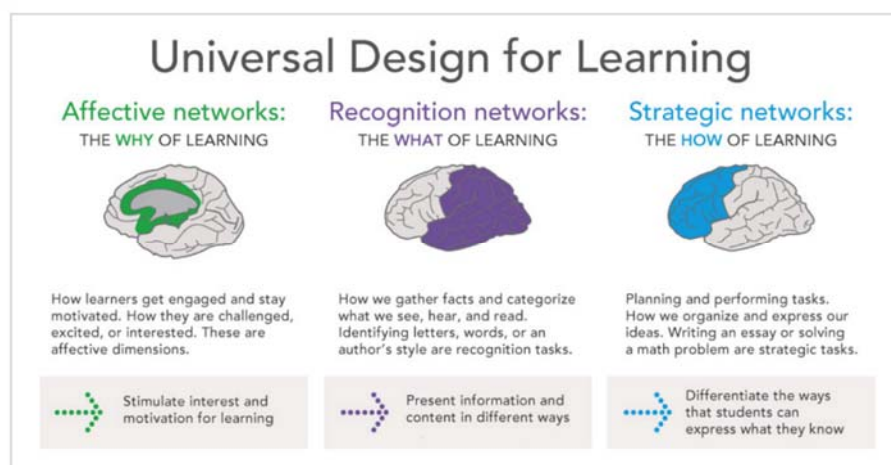 Universal Design for Learning
Affective networks:
THE WHY OF LEARNING
How learners get engaged and stay
motivated. How they are challenged,
excited, or interested. These are
affective dimensions.
Stimulate interest and
motivation for learning
Recognition networks:
THE WHAT OF LEARNING
How we gather facts and categorize
what we see, hear, and read.
Identifying letters, words, or an
author's style are recognition tasks.
Present information and
content in different ways
Strategic networks:
THE HOW OF LEARNING
Planning and performing tasks.
How we organize and express our
ideas. Writing an essay or solving
a math problem are strategic tasks.
Differentiate the ways
that students can
express what they know